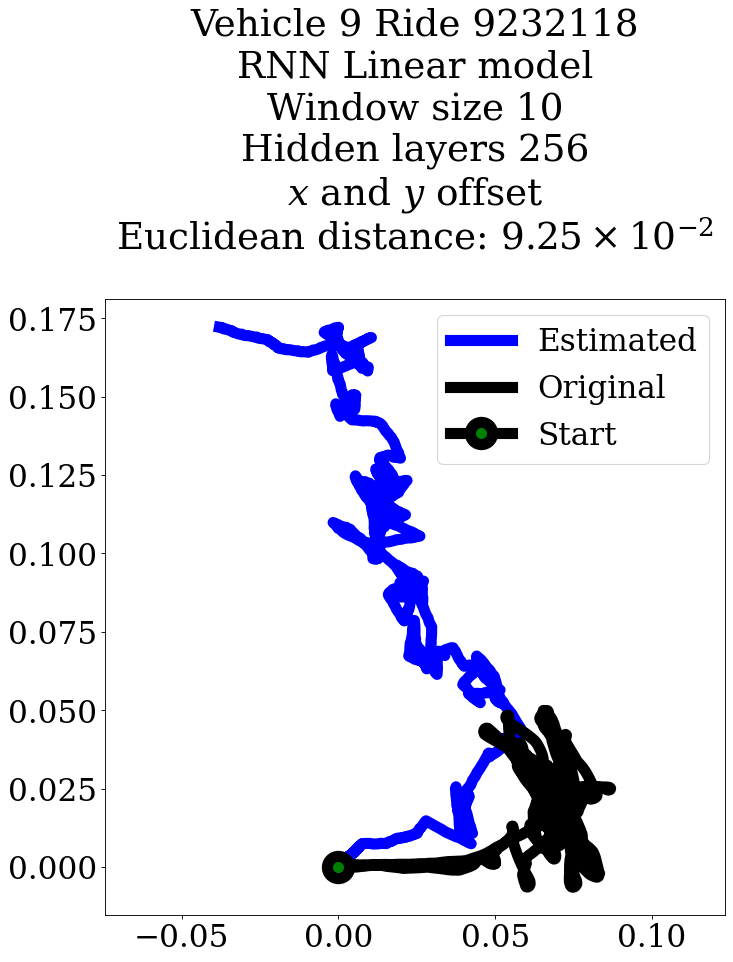 Vehicle 9 Ride 9232118
RNN Linear model
Window size 10
Hidden layers 256
x and y offset
Euclidean distance: 9.25 × 10⁻²
Estimated
Original
Start
0.175
0.150
0.125
0.100
0.075
0.050
0.025
0.000
−0.05 0.00 0.05 0.10